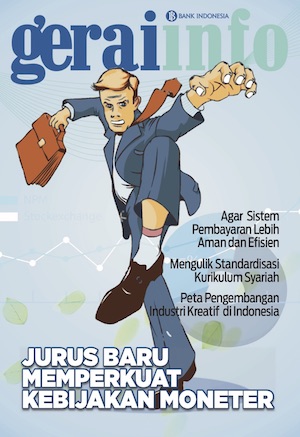 BANK INDONESIA
gerai info
Agar Sistem
Pembayaran Lebih
Aman dan Efisien
Mengulik Standardisasi
Kurikulum Syariah
Peta Pengembangan
Industri Kreatif di Indonesia
JURUS BARU
MEMPERKUAT
KEBIJAKAN MONETER